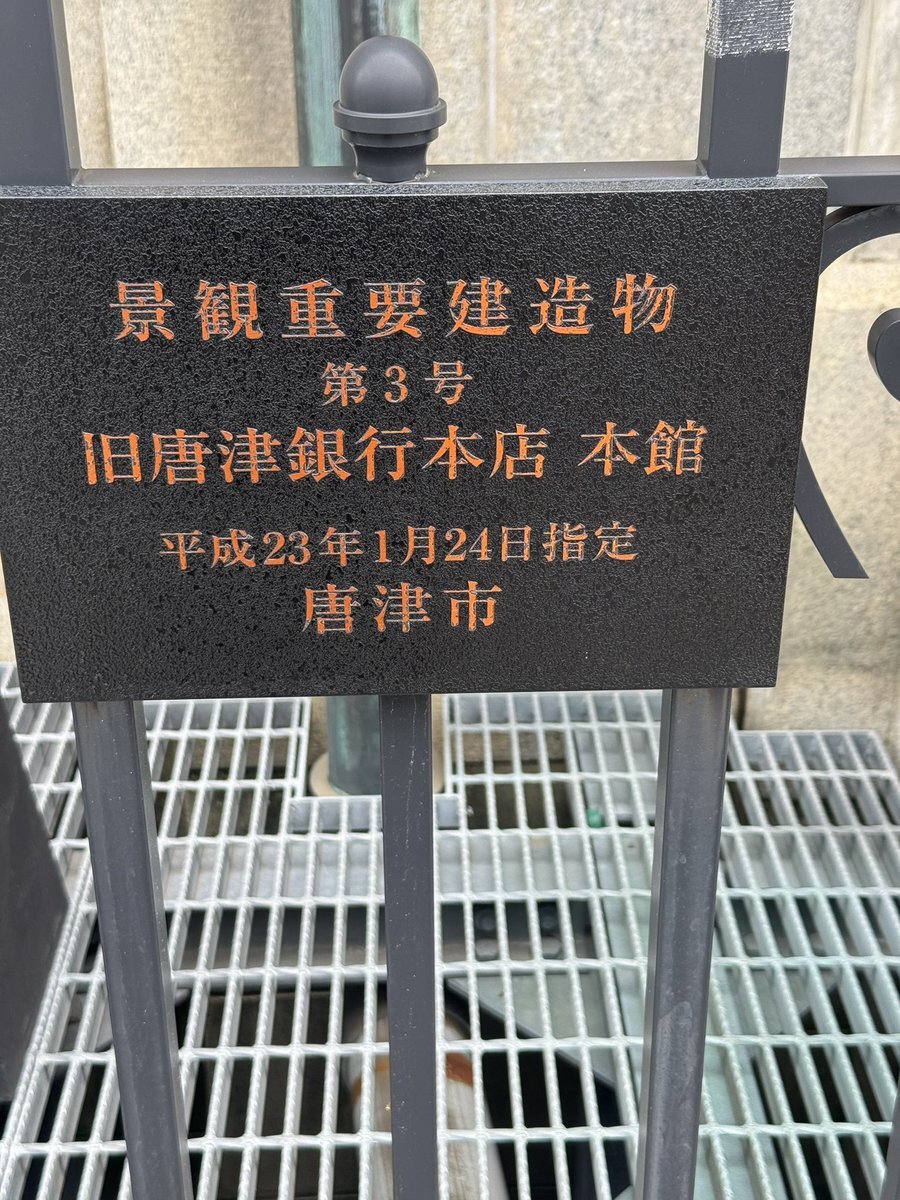 景観重要建造物
第3号
旧唐津銀行本店 本館
平成23年1月24日指定
唐津市